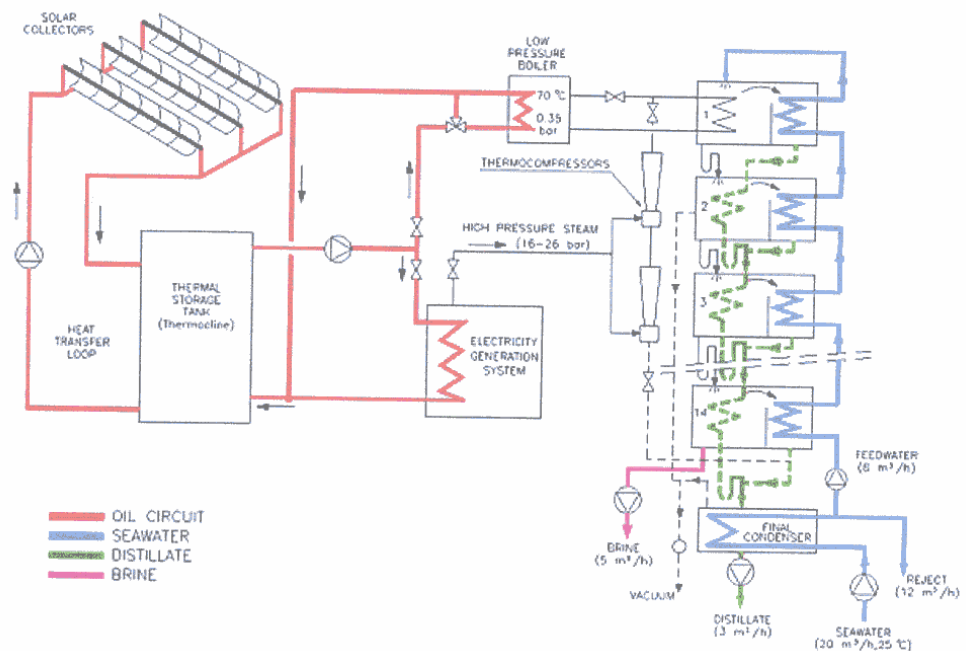 SOLAR
COLLECTORS
LOW
PRESSURE
BOILER
70 °C
0.35
bar
1
THERMOCOMPRESSORS
2
HIGH PRESSURE STEAM
(16-26 bar)
3
THERMAL
STORAGE
TANK
(Thermocline)
HEAT
TRANSFER
LOOP
ELECTRICITY
GENERATION
SYSTEM
14
FEEDWATER
(8 m³/h)
OIL CIRCUIT
SEAWATER
DISTILLATE
BRINE
FINAL
CONDENSER
BRINE
(5 m³/h)
VACUUM
DISTILLATE
(3 m³/h)
REJECT
(12 m³/h)
SEAWATER
(20 m³/h,25 °C)